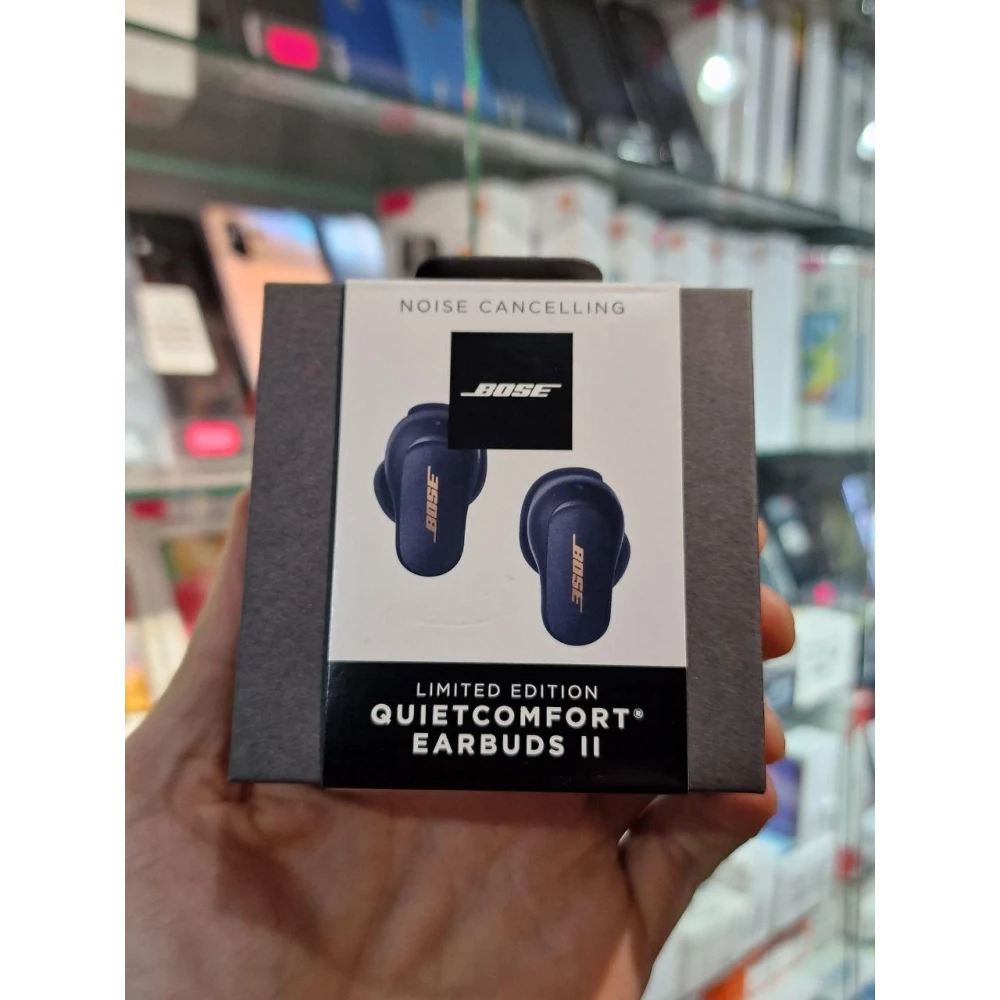 NOISE CANCELLING
BOSE
BOSE
BOSE
LIMITED EDITION
QUIETCOMFORT®
EARBUDS II